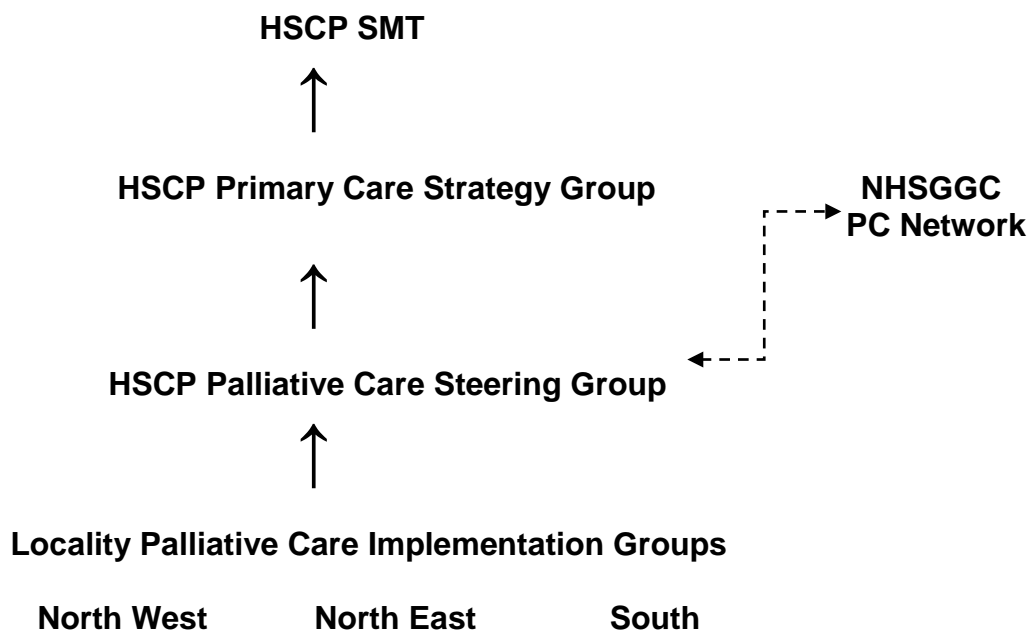 HSCP SMT
HSCP Primary Care Strategy Group
NHSGGC
PC Network
HSCP Palliative Care Steering Group
Locality Palliative Care Implementation Groups
North West North East South